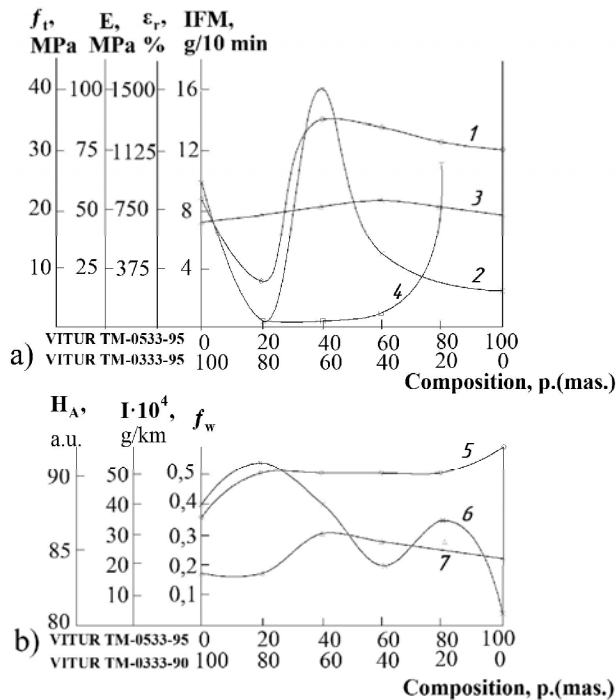 fₜ, E, εᵣ, IFM,
MPa MPa % g/10 min
40 100 1500 16
30 75 1125 12
20 50 750 8
10 25 375 4
1
3
2
4
a) VITUR TM-0533-95 0 20 40 60 80 100
VITUR TM-0333-95 100 80 60 40 20 0
Composition, p.(mas.)
H_A, I·10⁴, f_w
a.u. g/km
90 50 0,5
40 0,4
85 30 0,3
20 0,2
10 0,1
80
5
6
7
b) VITUR TM-0533-95 0 20 40 60 80 100
VITUR TM-0333-90 100 80 60 40 20 0
Composition, p.(mas.)